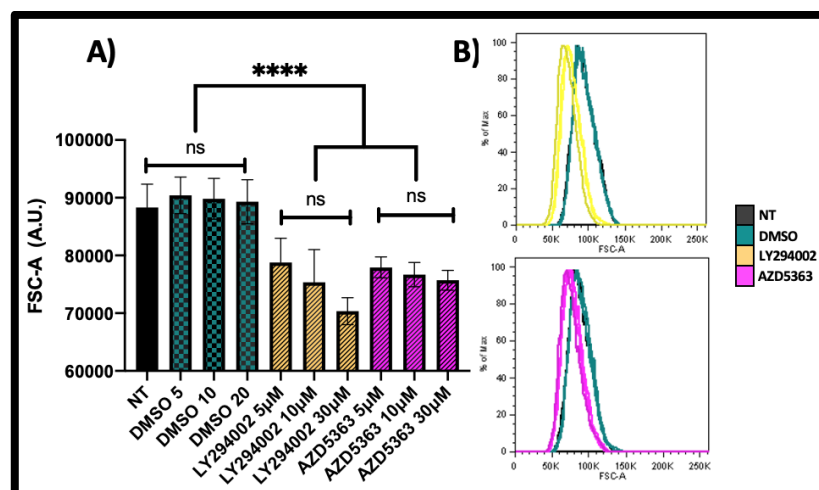 A)
****
ns
ns
ns
FSC-A (A.U.)
100000
90000
80000
70000
60000
NT
DMSO 5
DMSO 10
DMSO 20
LY294002 5µM
LY294002 10µM
LY294002 30µM
AZD5363 5µM
AZD5363 10µM
AZD5363 30µM
B)
% of Max
100
80
60
40
20
0
0 50K 100K 150K 200K 250K
FSC-A
% of Max
100
80
60
40
20
0
0 50K 100K 150K 200K 250K
FSC-A
NT
DMSO
LY294002
AZD5363